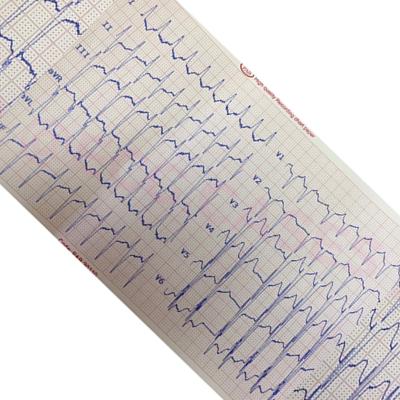 I
II
III
aVR
aVL
V1
V2
V3
V4
V5
V6
High Quality Recording chart paper